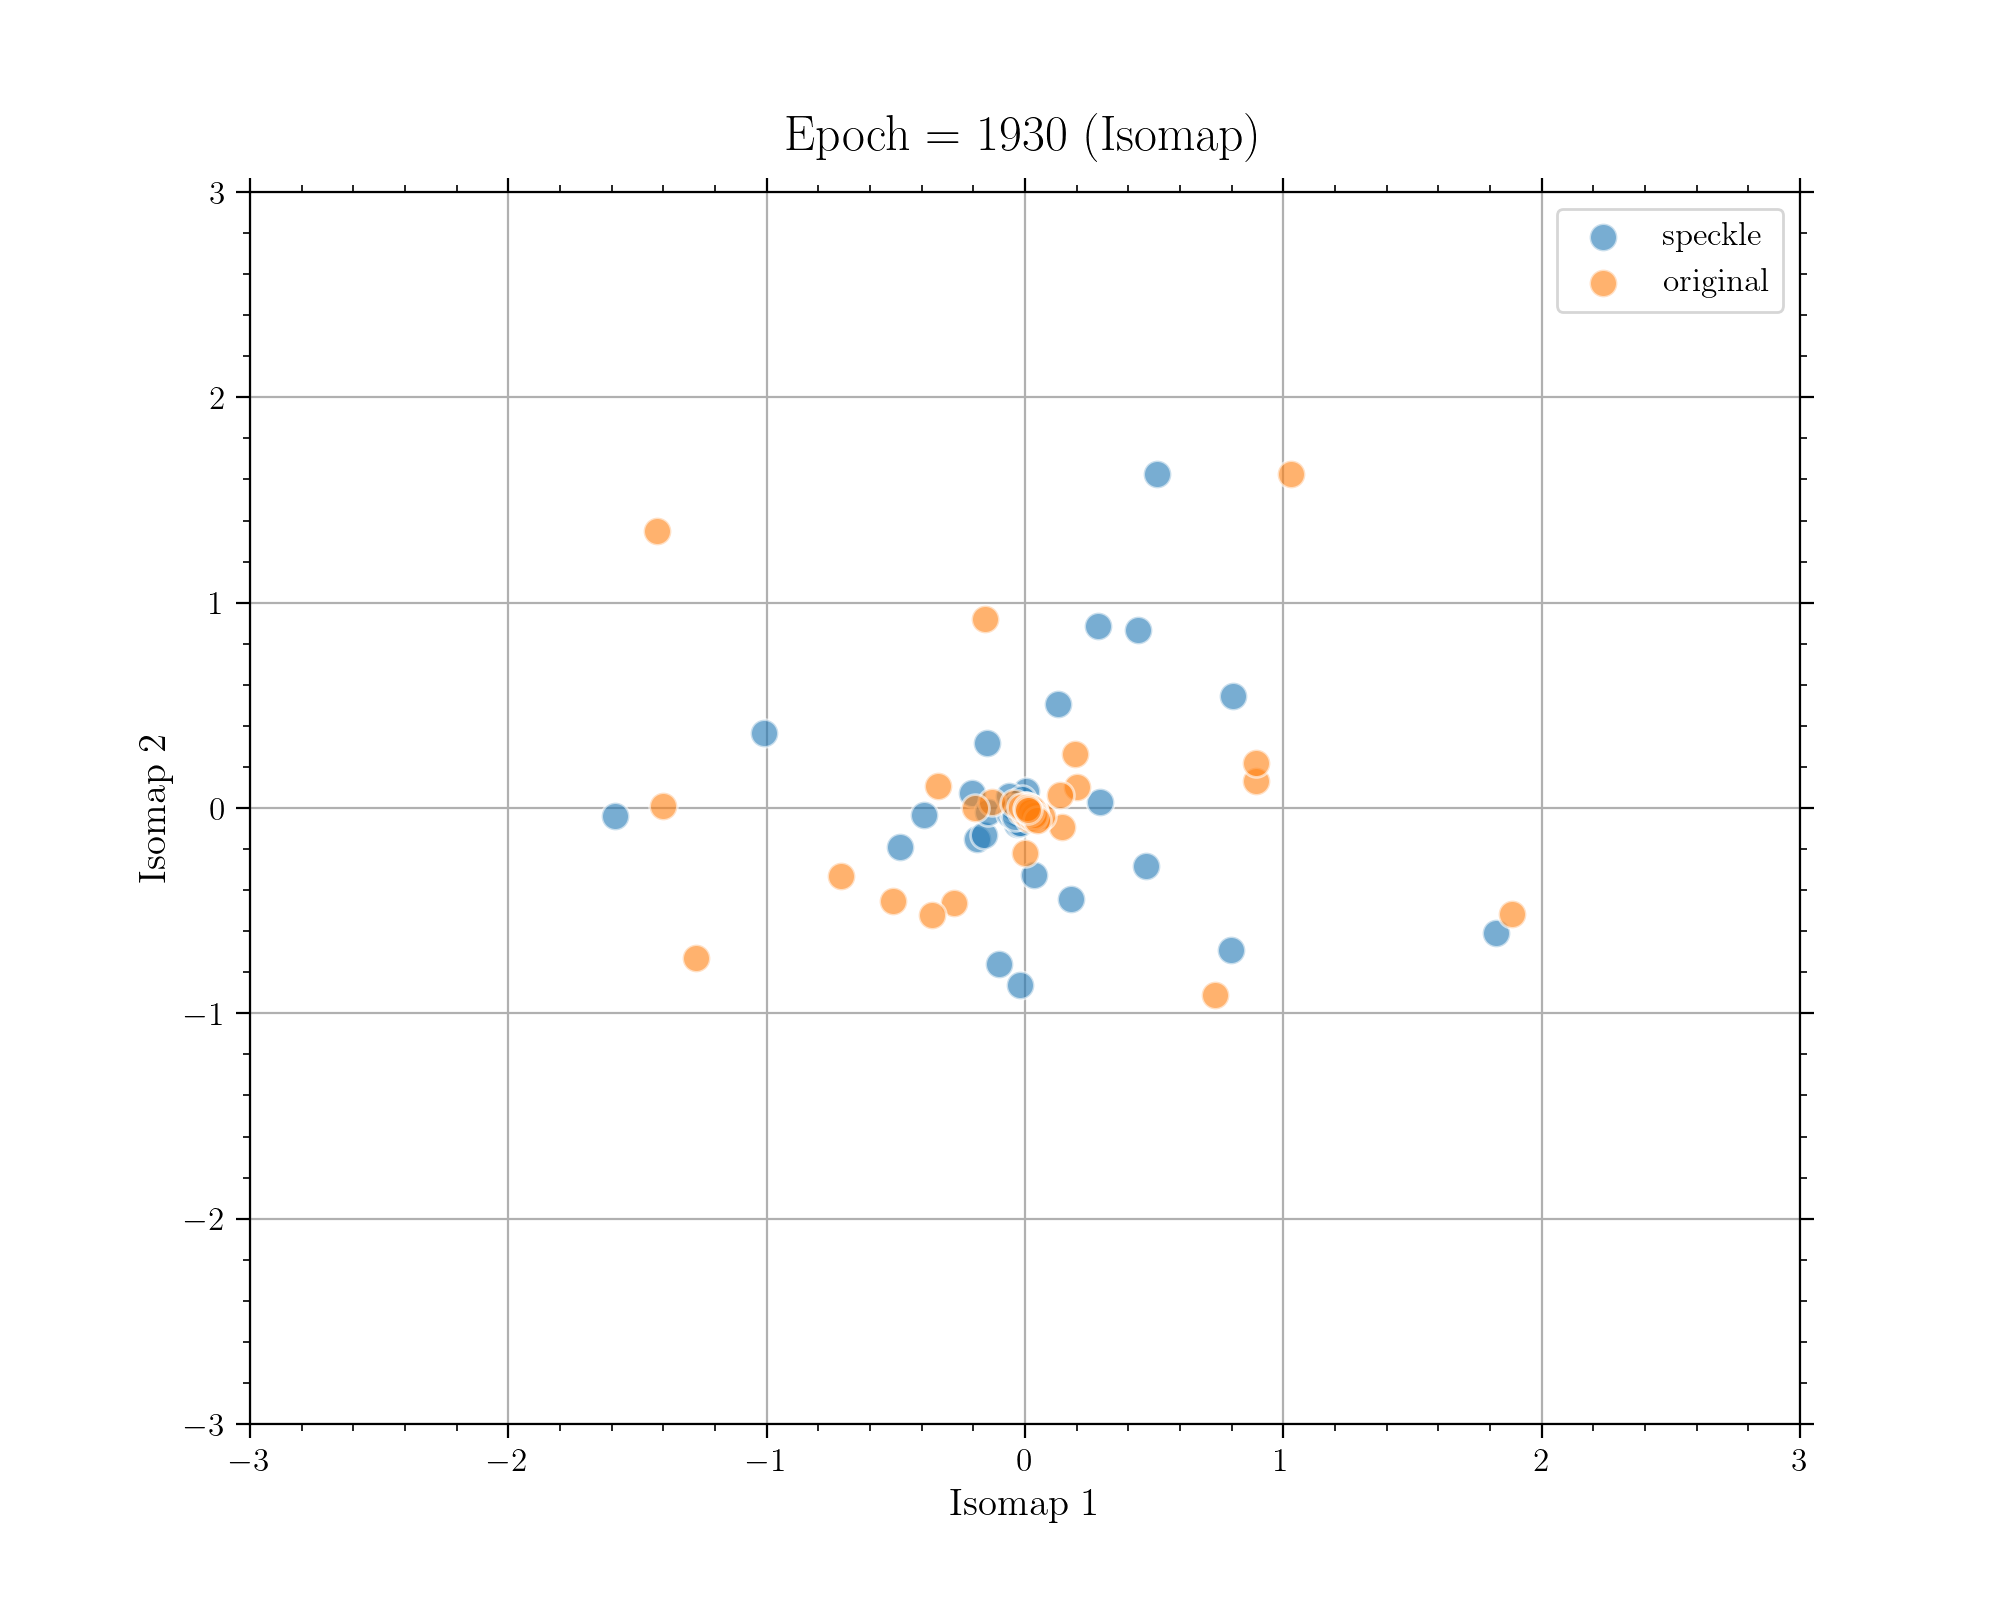 Epoch = 1930 (Isomap)
speckle
original
3
2
1
0
−1
−2
−3
Isomap 2
−3
−2
−1
0
1
2
3
Isomap 1